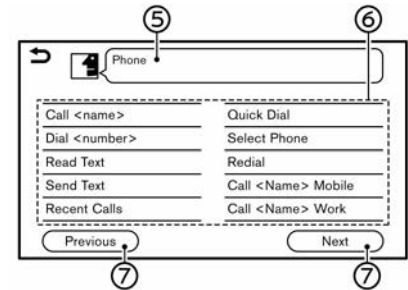 ⑤ ⑥
Phone
Call <name> Quick Dial
Dial <number> Select Phone
Read Text Redial
Send Text Call <Name> Mobile
Recent Calls Call <Name> Work
Previous Next
⑦ ⑦